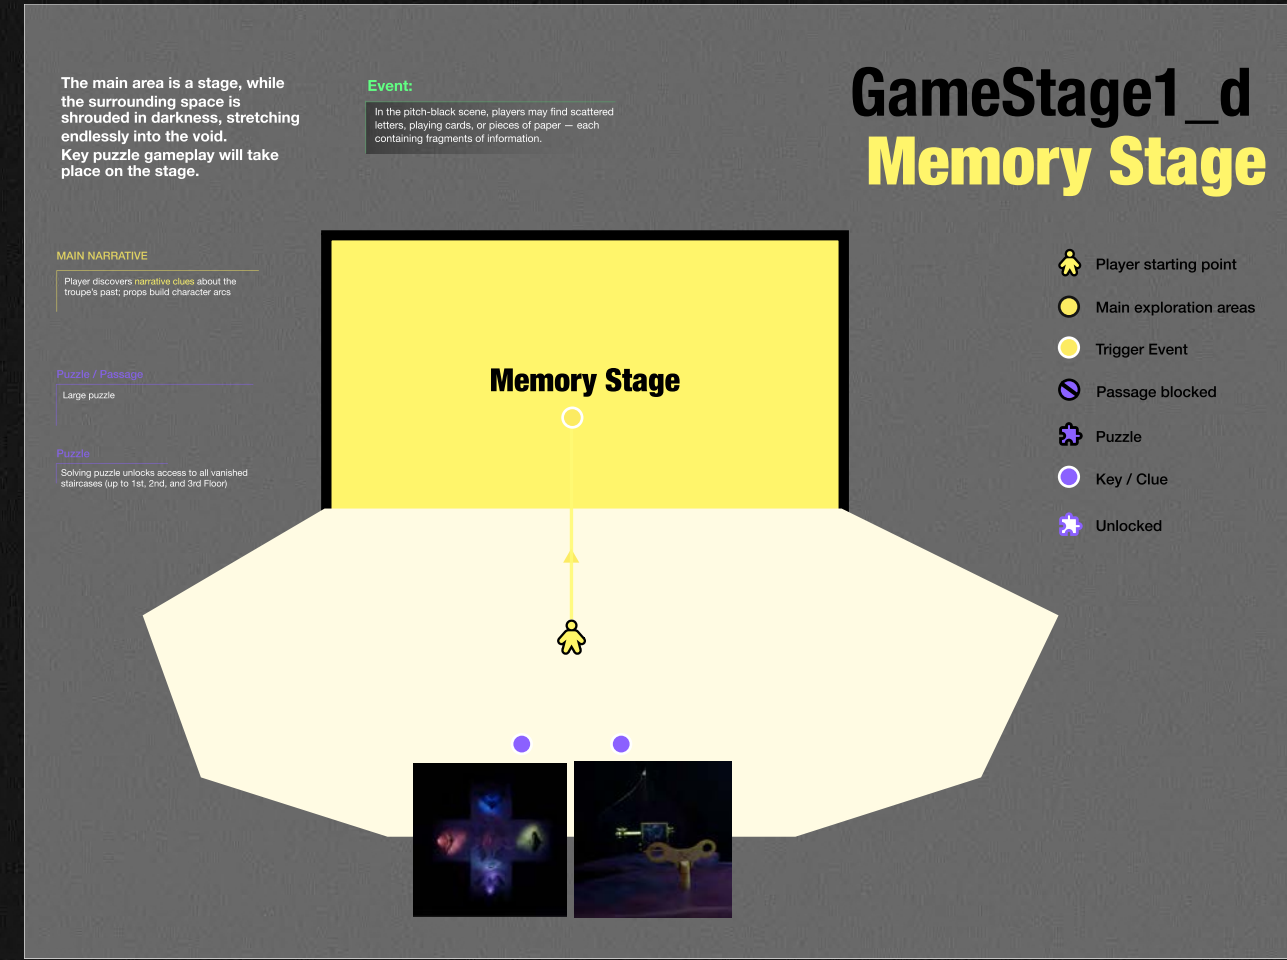 The main area is a stage, while
the surrounding space is
shrouded in darkness, stretching
endlessly into the void.
Key puzzle gameplay will take
place on the stage.
Event:
In the pitch-black scene, players may find scattered
letters, playing cards, or pieces of paper — each
containing fragments of information.
GameStage1_d
Memory Stage
MAIN NARRATIVE
Player discovers narrative clues about the
troupe's past; props build character arcs
Puzzle / Passage
Large puzzle
Puzzle
Solving puzzle unlocks access to all vanished
staircases (up to 1st, 2nd, and 3rd Floor)
Memory Stage
Player starting point
Main exploration areas
Trigger Event
Passage blocked
Puzzle
Key / Clue
Unlocked